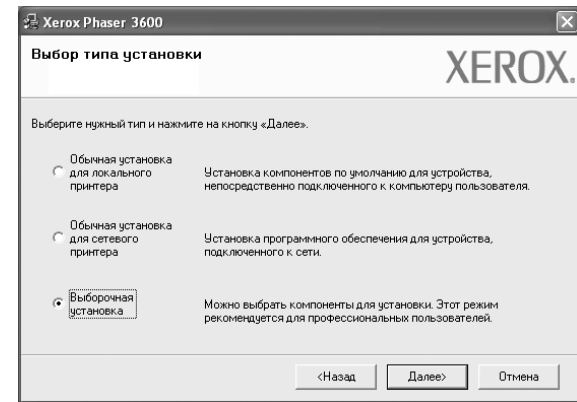 Xerox Phaser 3600
Выбор типа установки
XEROX.
Выберите нужный тип и нажмите на кнопку «Далее».
Обычная установка
для локального
принтера
Установка компонентов по умолчанию для устройства,
непосредственно подключенного к компьютеру пользователя.
Обычная установка
для сетевого
принтера
Установка программного обеспечения для устройства,
подключенного к сети.
Выборочная
установка
Можно выбрать компоненты для установки. Этот режим
рекомендуется для профессиональных пользователей.
<Назад
Далее>
Отмена